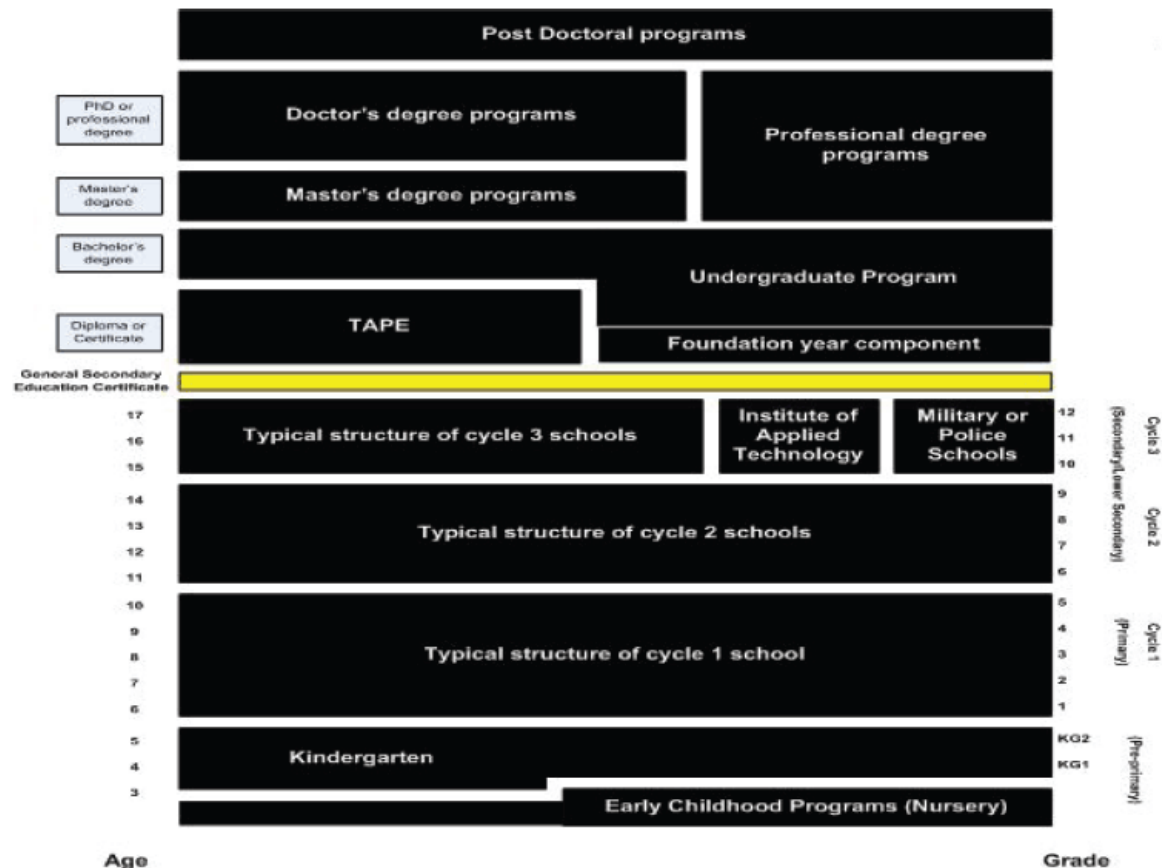 Post Doctoral programs
PhD or
professional
degree
Doctor's degree programs
Professional degree
programs
Master's
degree
Master's degree programs
Bachelor's
degree
Undergraduate Program
TAPE
Diploma or
Certificate
Foundation year component
General Secondary
Education Certificate
17
16
15
Typical structure of cycle 3 schools
Institute of
Applied
Technology
Military or
Police
Schools
12
11
10
Cycle 3
(Secondary/Lower Secondary)
14
13
12
11
Typical structure of cycle 2 schools
9
8
7
6
Cycle 2
10
9
8
7
6
Typical structure of cycle 1 school
5
4
3
2
1
Cycle 1
(Primary)
5
4
3
Kindergarten
KG2
KG1
(Pre-primary)
Early Childhood Programs (Nursery)
Age
Grade